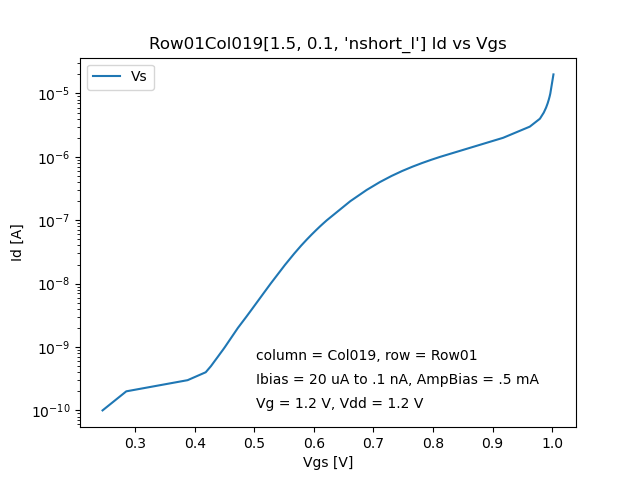 Row01Col019[1.5, 0.1, 'nshort_l'] Id vs Vgs
Vs
10⁻⁵
10⁻⁶
10⁻⁷
10⁻⁸
10⁻⁹
10⁻¹⁰
Id [A]
column = Col019, row = Row01
Ibias = 20 uA to .1 nA, AmpBias = .5 mA
Vg = 1.2 V, Vdd = 1.2 V
0.3 0.4 0.5 0.6 0.7 0.8 0.9 1.0
Vgs [V]